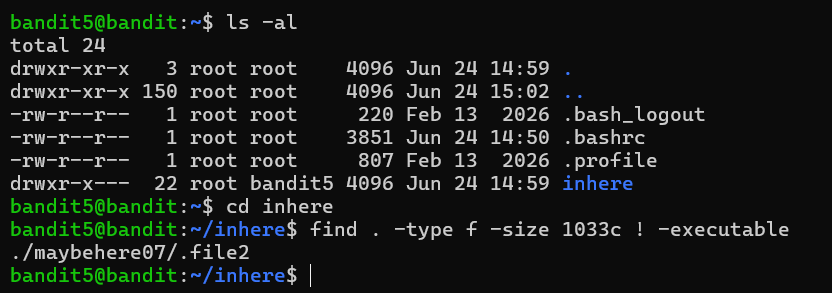 bandit5@bandit:~$ ls -al
total 24
drwxr-xr-x   3 root root    4096 Jun 24 14:59 .
drwxr-xr-x 150 root root    4096 Jun 24 15:02 ..
-rw-r--r--   1 root root     220 Feb 13  2026 .bash_logout
-rw-r--r--   1 root root    3851 Jun 24 14:50 .bashrc
-rw-r--r--   1 root root     807 Feb 13  2026 .profile
drwxr-x---  22 root bandit5 4096 Jun 24 14:59 inhere
bandit5@bandit:~$ cd inhere
bandit5@bandit:~/inhere$ find . -type f -size 1033c ! -executable
./maybehere07/.file2
bandit5@bandit:~/inhere$